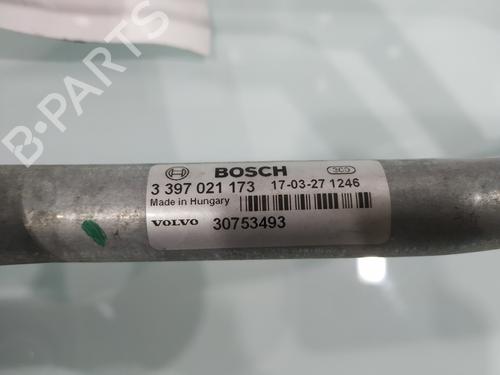 B-PARTS
BOSCH
3 397 021 173 17-03-27 1246
Made in Hungary
VOLVO 30753493